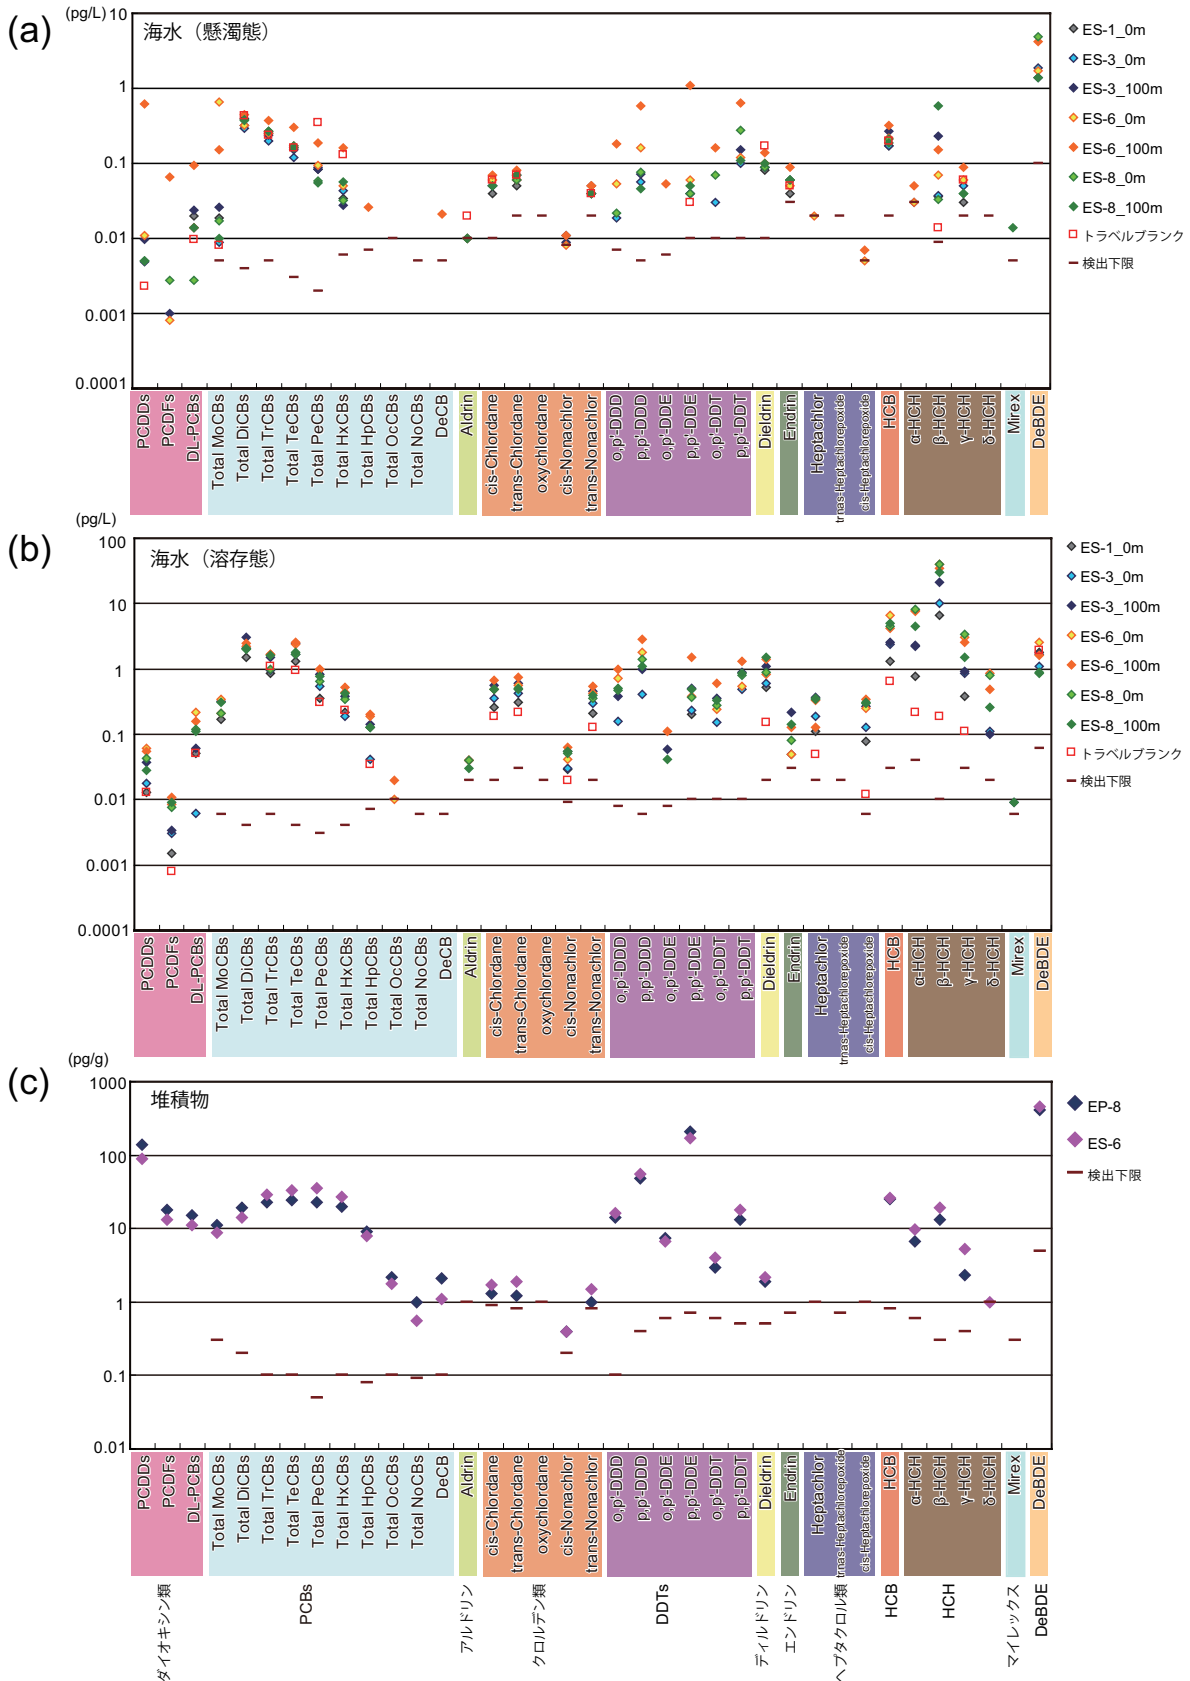 (a)
(pg/L)
海水（懸濁態）
10
1
0.1
0.01
0.001
0.0001
ES-1_0m
ES-3_0m
ES-3_100m
ES-6_0m
ES-6_100m
ES-8_0m
ES-8_100m
トラベルブランク
検出下限
PCDDs
PCDFs
DL-PCBs
Total MoCBs
Total DiCBs
Total TrCBs
Total TeCBs
Total PeCBs
Total HxCBs
Total HpCBs
Total OcCBs
Total NoCBs
DeCB
Aldrin
cis-Chlordane
trans-Chlordane
oxychlordane
cis-Nonachlor
trans-Nonachlor
o,p'-DDD
p,p'-DDD
o,p'-DDE
p,p'-DDE
o,p'-DDT
p,p'-DDT
Dieldrin
Endrin
Heptachlor
trnas-Heptachlorepoxide
cis-Heptachlorepoxide
HCB
α-HCH
β-HCH
γ-HCH
δ-HCH
Mirex
DeBDE
(b)
(pg/L)
海水（溶存態）
100
10
1
0.1
0.01
0.001
0.0001
ES-1_0m
ES-3_0m
ES-3_100m
ES-6_0m
ES-6_100m
ES-8_0m
ES-8_100m
トラベルブランク
検出下限
PCDDs
PCDFs
DL-PCBs
Total MoCBs
Total DiCBs
Total TrCBs
Total TeCBs
Total PeCBs
Total HxCBs
Total HpCBs
Total OcCBs
Total NoCBs
DeCB
Aldrin
cis-Chlordane
trans-Chlordane
oxychlordane
cis-Nonachlor
trans-Nonachlor
o,p'-DDD
p,p'-DDD
o,p'-DDE
p,p'-DDE
o,p'-DDT
p,p'-DDT
Dieldrin
Endrin
Heptachlor
trnas-Heptachlorepoxide
cis-Heptachlorepoxide
HCB
α-HCH
β-HCH
γ-HCH
δ-HCH
Mirex
DeBDE
(c)
(pg/g)
堆積物
1000
100
10
1
0.1
0.01
EP-8
ES-6
検出下限
PCDDs
PCDFs
DL-PCBs
Total MoCBs
Total DiCBs
Total TrCBs
Total TeCBs
Total PeCBs
Total HxCBs
Total HpCBs
Total OcCBs
Total NoCBs
DeCB
Aldrin
cis-Chlordane
trans-Chlordane
oxychlordane
cis-Nonachlor
trans-Nonachlor
o,p'-DDD
p,p'-DDD
o,p'-DDE
p,p'-DDE
o,p'-DDT
p,p'-DDT
Dieldrin
Endrin
Heptachlor
trnas-Heptachlorepoxide
cis-Heptachlorepoxide
HCB
α-HCH
β-HCH
γ-HCH
δ-HCH
Mirex
DeBDE
ダイオキシン類
PCBs
アルドリン
クロルデン類
DDTs
ディルドリン
エンドリン
ヘプタクロル類
HCB
HCH
マイレックス
DeBDE